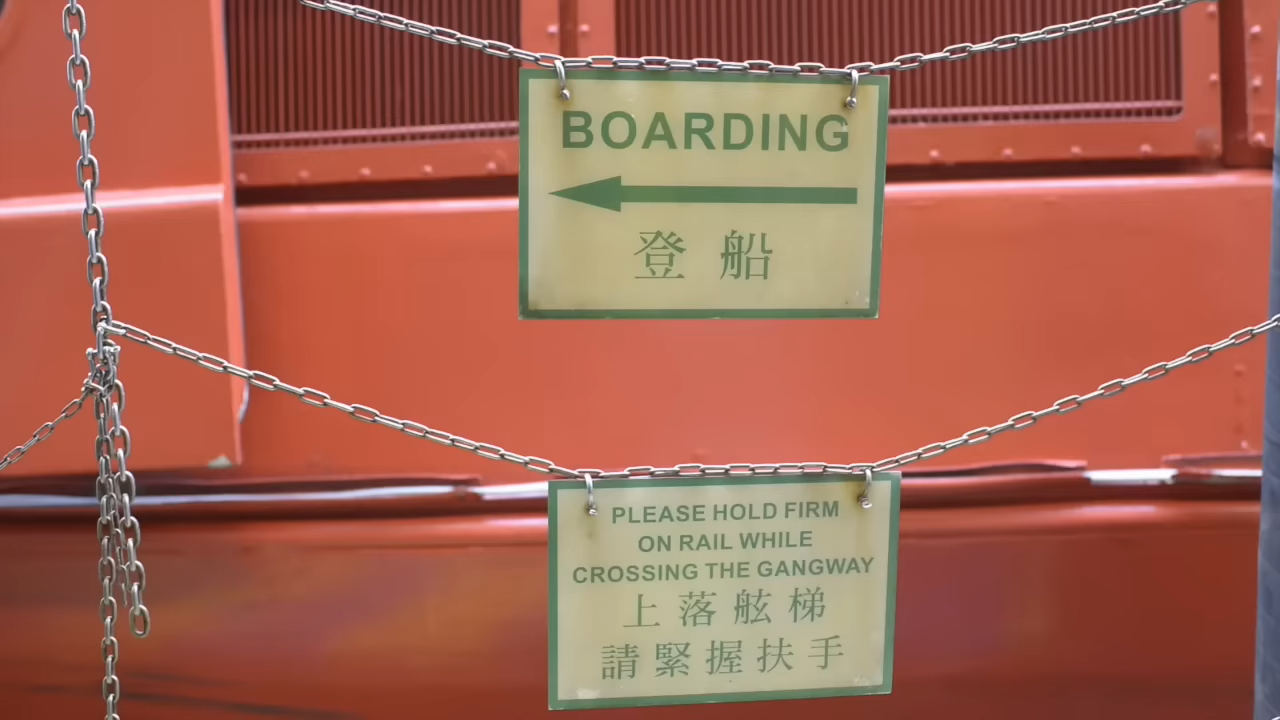 BOARDING
登船
PLEASE HOLD FIRM
ON RAIL WHILE
CROSSING THE GANGWAY
上落舷梯
請緊握扶手